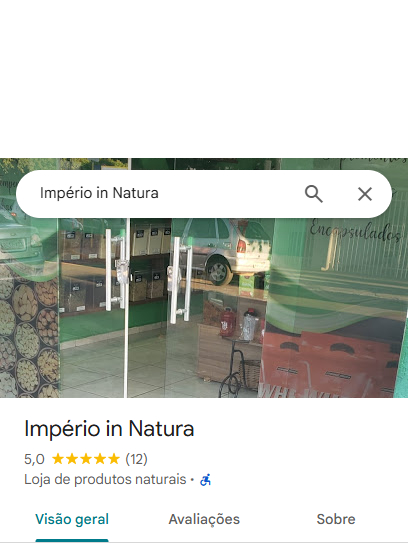 Império in Natura
Encapsulados
Império in Natura
5,0 (12)
Loja de produtos naturais ·
Visão geral
Avaliações
Sobre